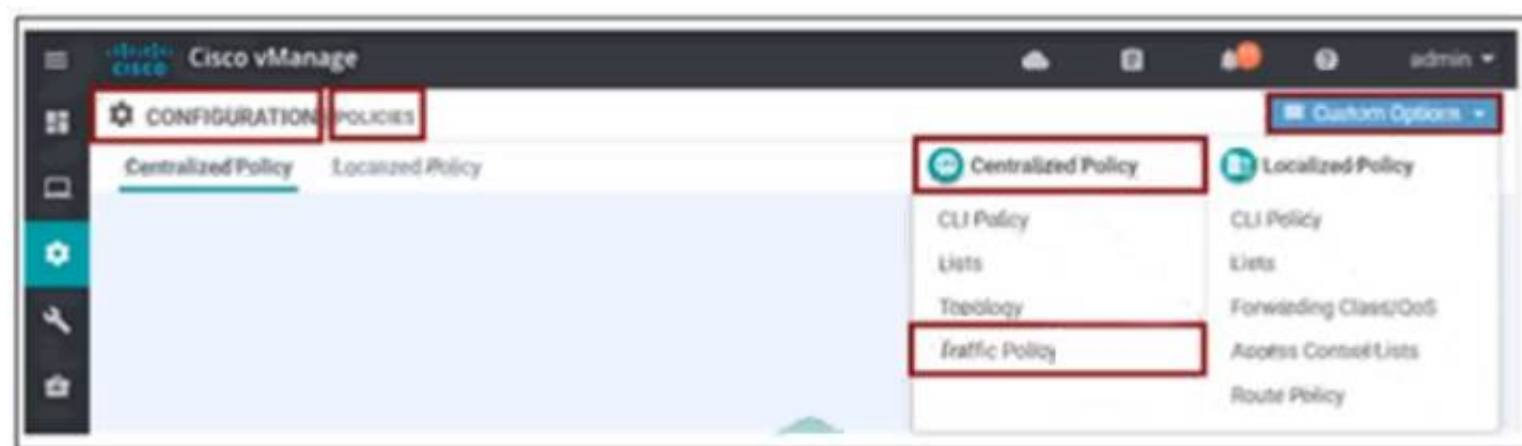 CISCO Cisco vManage admin
CONFIGURATION POLICIES Custom Options
Centralized Policy Localized Policy
Centralized Policy
CLI Policy
Lists
Topology
Traffic Policy
Localized Policy
CLI Policy
Lists
Forwarding Class/QoS
Access Control Lists
Route Policy